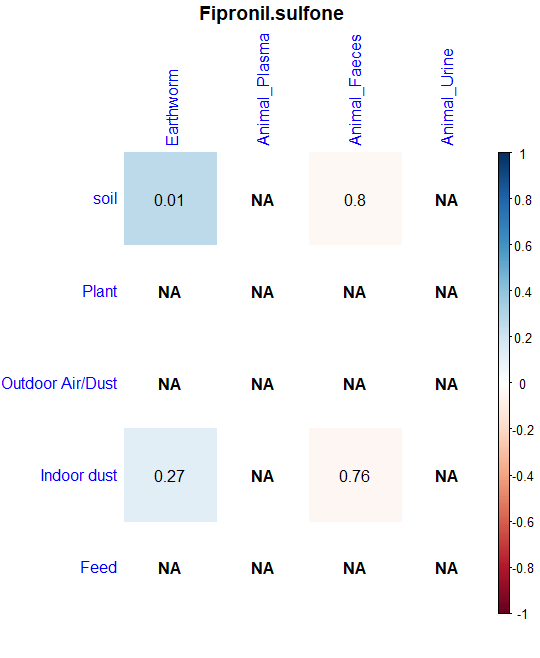 Fipronil.sulfone
Earthworm
Animal_Plasma
Animal_Faeces
Animal_Urine
soil 0.01 NA 0.8 NA
Plant NA NA NA NA
Outdoor Air/Dust NA NA NA NA
Indoor dust 0.27 NA 0.76 NA
Feed NA NA NA NA
1
0.8
0.6
0.4
0.2
0
-0.2
-0.4
-0.6
-0.8
-1